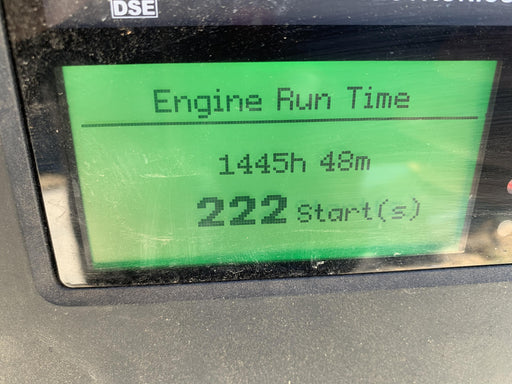 DSE
Engine Run Time
1445h 48m
222 Start(s)